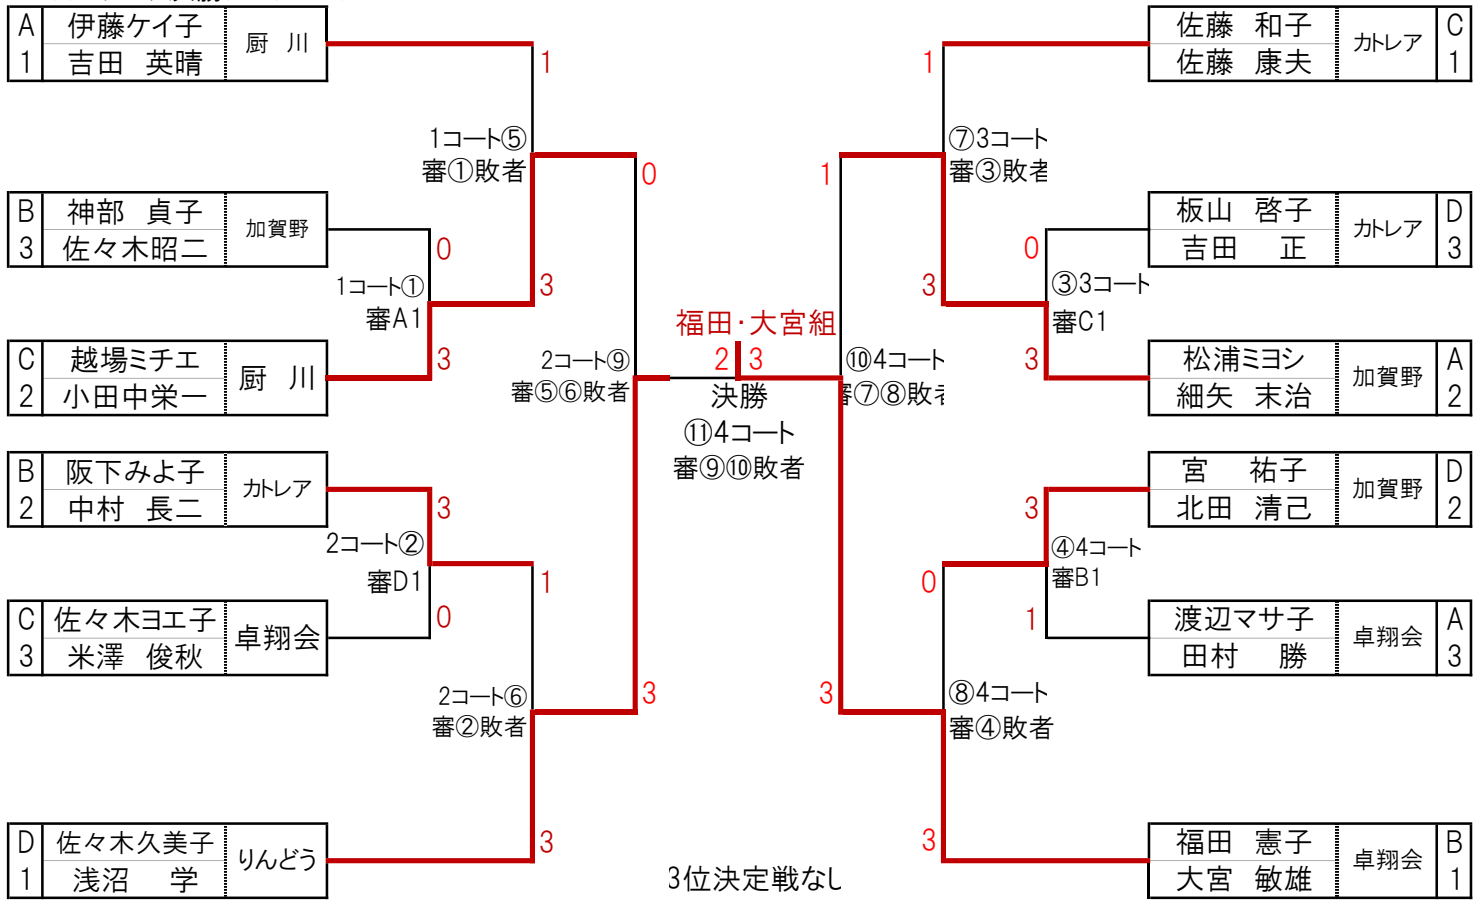 A 伊藤ケイ子 厨 川
1 吉田 英晴
1
1コート⑤
審①敗者
0
B 神部 貞子 加賀野
3 佐々木昭二
0
1コート①
審A1
3
C 越場ミチエ 厨 川
2 小田中栄一
3
2コート⑨
審⑤⑥敗者
B 阪下みよ子 カトレア
2 中村 長二
3
2コート②
審D1
1
C 佐々木ヨエ子 卓翔会
3 米澤 俊秋
0
2コート⑥
審②敗者
3
D 佐々木久美子 りんどう
1 浅沼 学
3
福田・大宮組
2 3
決勝
⑪4コート
審⑨⑩敗者
3位決定戦なし
佐藤 和子 カトレア C
佐藤 康夫 1
1
⑦3コート
審③敗者
1
板山 啓子 カトレア D
吉田 正 3
0
③3コート
審C1
3
松浦ミヨシ 加賀野 A
細矢 末治 2
3
⑩4コート
審⑦⑧敗者
宮 祐子 加賀野 D
北田 清己 2
3
④4コート
審B1
0
渡辺マサ子 卓翔会 A
田村 勝 3
1
⑧4コート
審④敗者
3
福田 憲子 卓翔会 B
大宮 敏雄 1
3